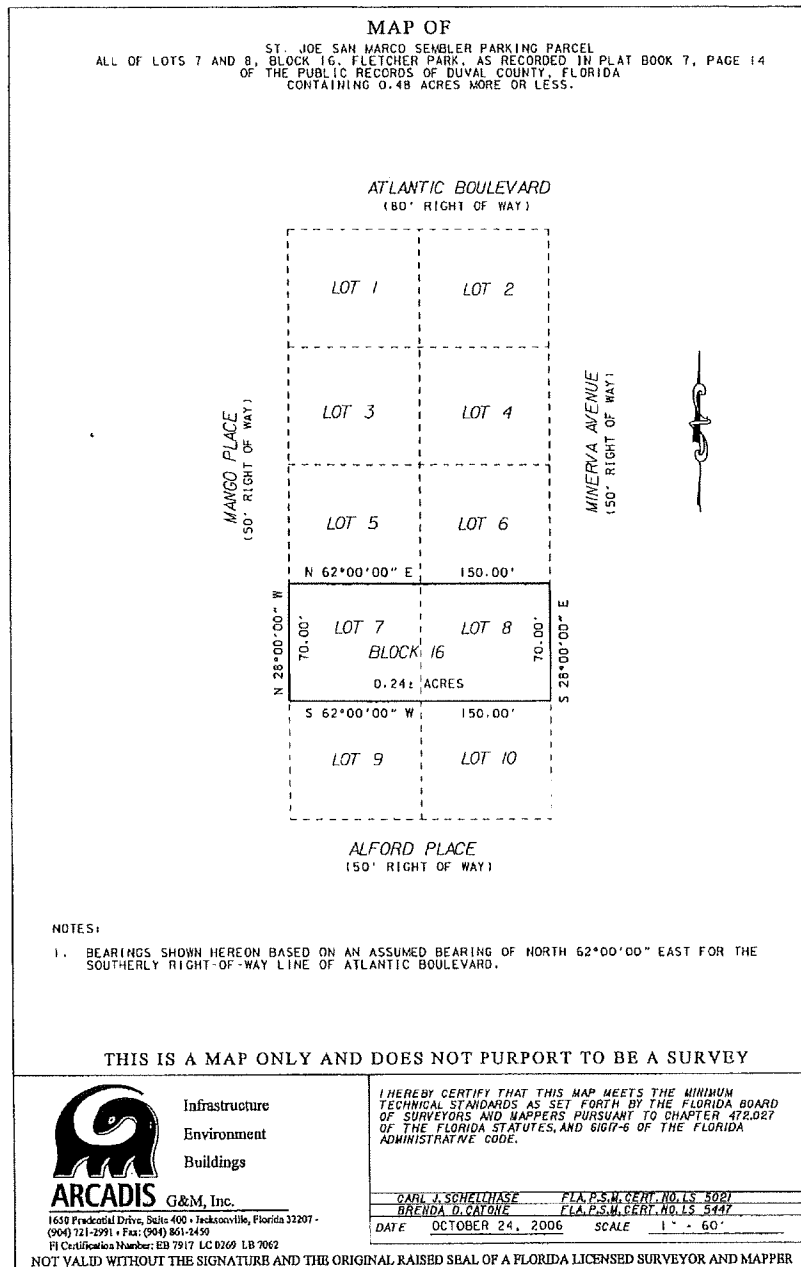 MAP OF
ST. JOE SAN MARCO SEMBLER PARKING PARCEL
ALL OF LOTS 7 AND 8, BLOCK 16, FLETCHER PARK, AS RECORDED IN PLAT BOOK 7, PAGE 14
OF THE PUBLIC RECORDS OF DUVAL COUNTY, FLORIDA
CONTAINING 0.48 ACRES MORE OR LESS.
ATLANTIC BOULEVARD
(80' RIGHT OF WAY)
LOT 1
LOT 2
LOT 3
LOT 4
MANGO PLACE
(50' RIGHT OF WAY)
MINERVA AVENUE
(50' RIGHT OF WAY)
LOT 5
LOT 6
N 62°00'00" E 150.00'
N 28°00'00" W
70.00'
LOT 7
LOT 8
BLOCK 16
0.24± ACRES
70.00'
S 28°00'00" E
S 62°00'00" W 150.00'
LOT 9
LOT 10
ALFORD PLACE
(50' RIGHT OF WAY)
NOTES:
1. BEARINGS SHOWN HEREON BASED ON AN ASSUMED BEARING OF NORTH 62°00'00" EAST FOR THE
SOUTHERLY RIGHT-OF-WAY LINE OF ATLANTIC BOULEVARD.
THIS IS A MAP ONLY AND DOES NOT PURPORT TO BE A SURVEY
Infrastructure
Environment
Buildings
ARCADIS G&M, Inc.
1650 Prudential Drive, Suite 400 • Jacksonville, Florida 32207 -
(904) 721-2991 • Fax: (904) 861-2450
Fl Certification Number: EB 7917 LC 0269 LB 7062
I HEREBY CERTIFY THAT THIS MAP MEETS THE MINIMUM
TECHNICAL STANDARDS AS SET FORTH BY THE FLORIDA BOARD
OF SURVEYORS AND MAPPERS PURSUANT TO CHAPTER 472.027
OF THE FLORIDA STATUTES, AND 61G17-6 OF THE FLORIDA
ADMINISTRATIVE CODE.
CARL J. SCHELLHASE FLA. P.S.M. CERT. NO. LS 5021
BRENDA D. CATONE FLA. P.S.M. CERT. NO. LS 5447
DATE OCTOBER 24, 2006 SCALE 1" = 60'
NOT VALID WITHOUT THE SIGNATURE AND THE ORIGINAL RAISED SEAL OF A FLORIDA LICENSED SURVEYOR AND MAPPER